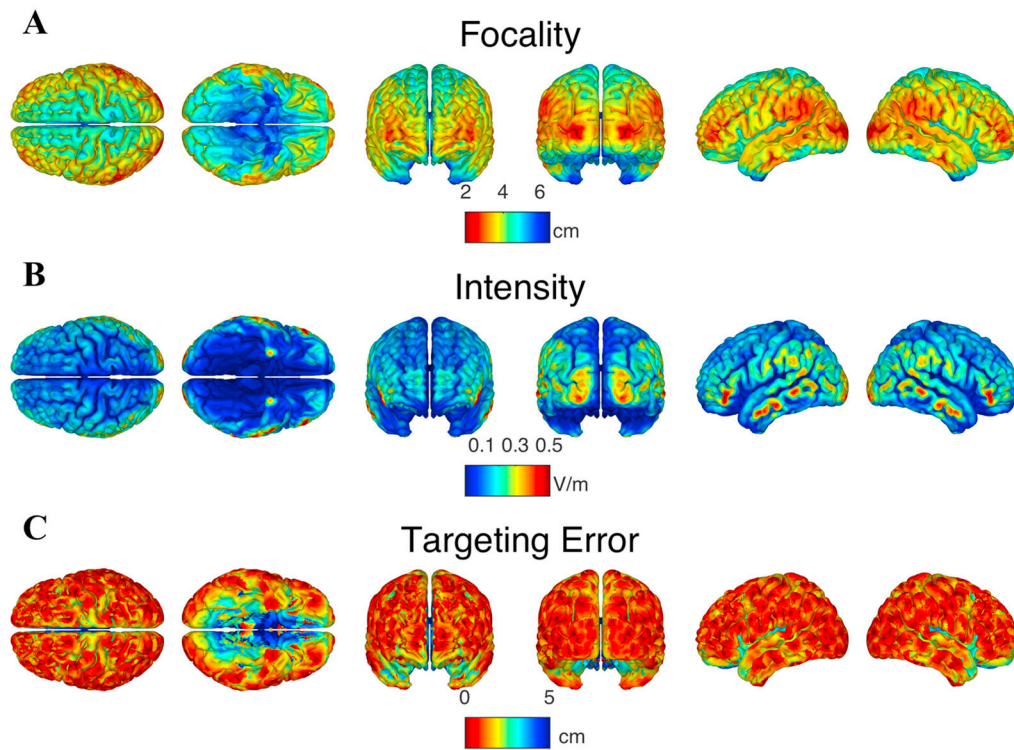 A
Focality
2 4 6
cm
B
Intensity
0.1 0.3 0.5
V/m
C
Targeting Error
0 5
cm